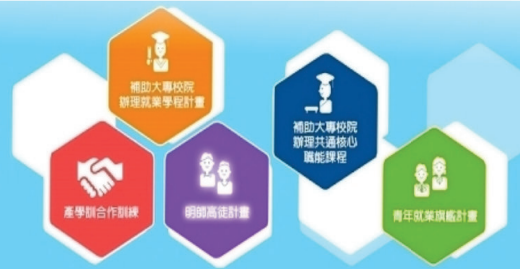 補助大專校院
辦理就業學程計畫
補助大專校院
辦理共通核心
職能課程
產學訓合作訓練
明師高徒計畫
青年就業旗艦計畫